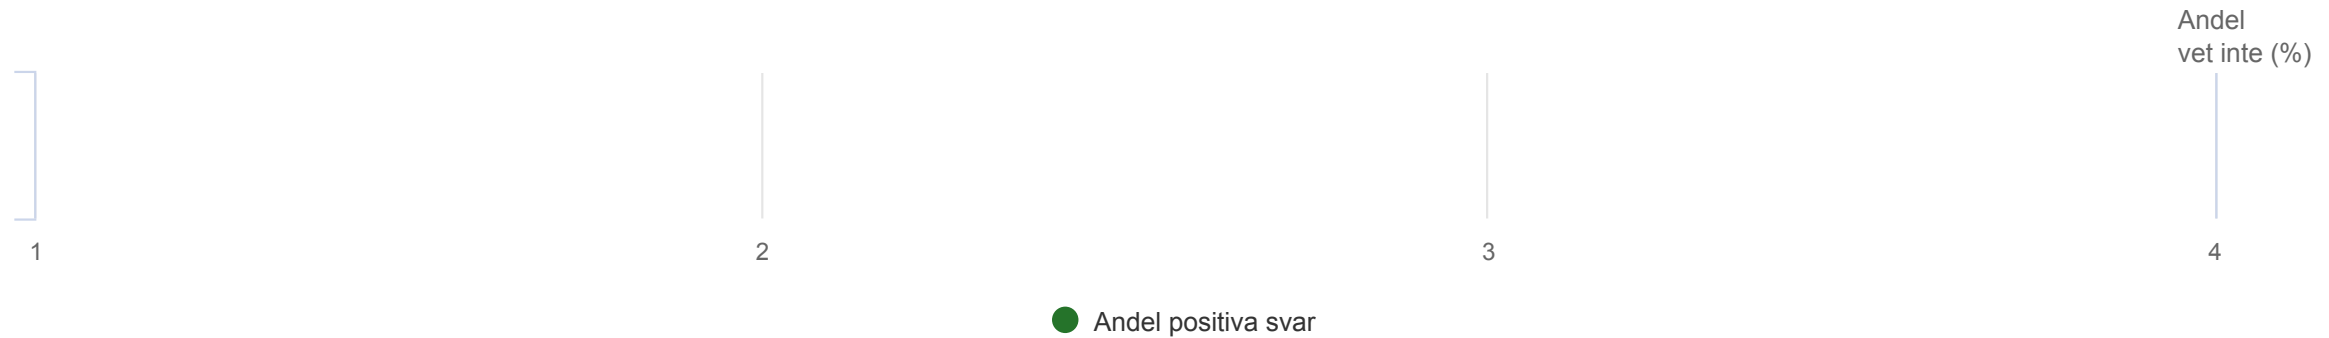 Andel
vet inte (%)
1 2 3 4
Andel positiva svar